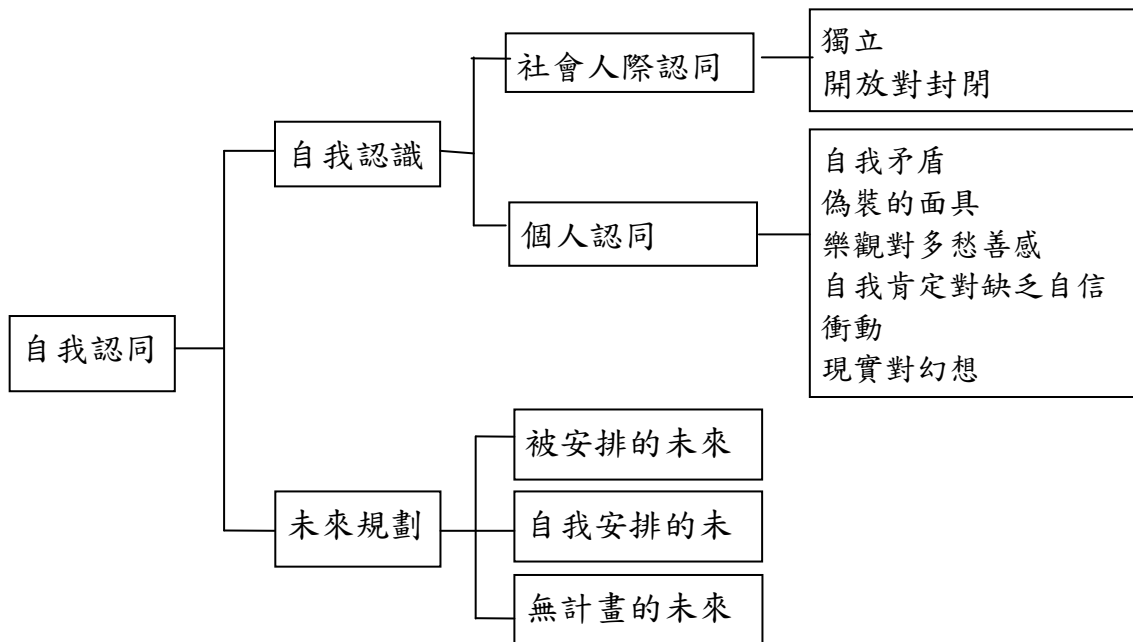 社會人際認同
獨立
開放對封閉
自我認識
個人認同
自我矛盾
偽裝的面具
樂觀對多愁善感
自我肯定對缺乏自信
衝動
現實對幻想
自我認同
未來規劃
被安排的未來
自我安排的未
無計畫的未來